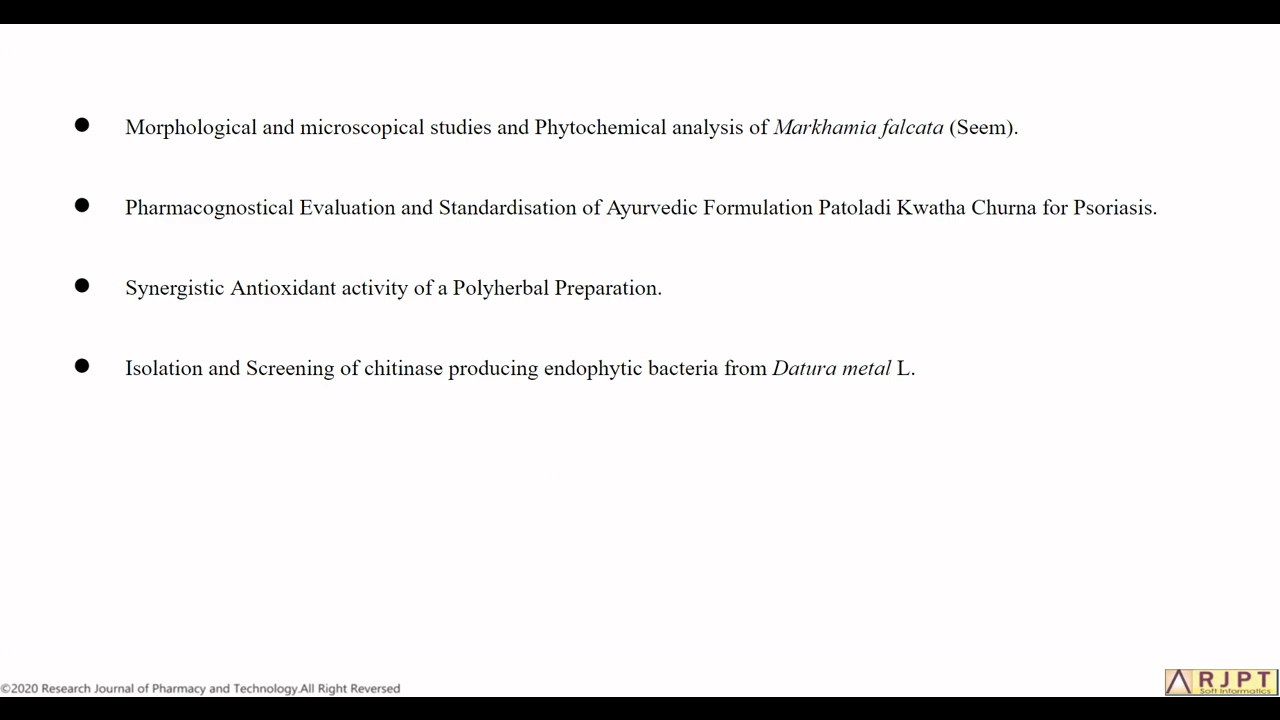 ● Morphological and microscopical studies and Phytochemical analysis of Markhamia falcata (Seem).
● Pharmacognostical Evaluation and Standardisation of Ayurvedic Formulation Patoladi Kwatha Churna for Psoriasis.
● Synergistic Antioxidant activity of a Polyherbal Preparation.
● Isolation and Screening of chitinase producing endophytic bacteria from Datura metal L.
©2020 Research Journal of Pharmacy and Technology.All Right Reversed
RJPT
Soft Informatics